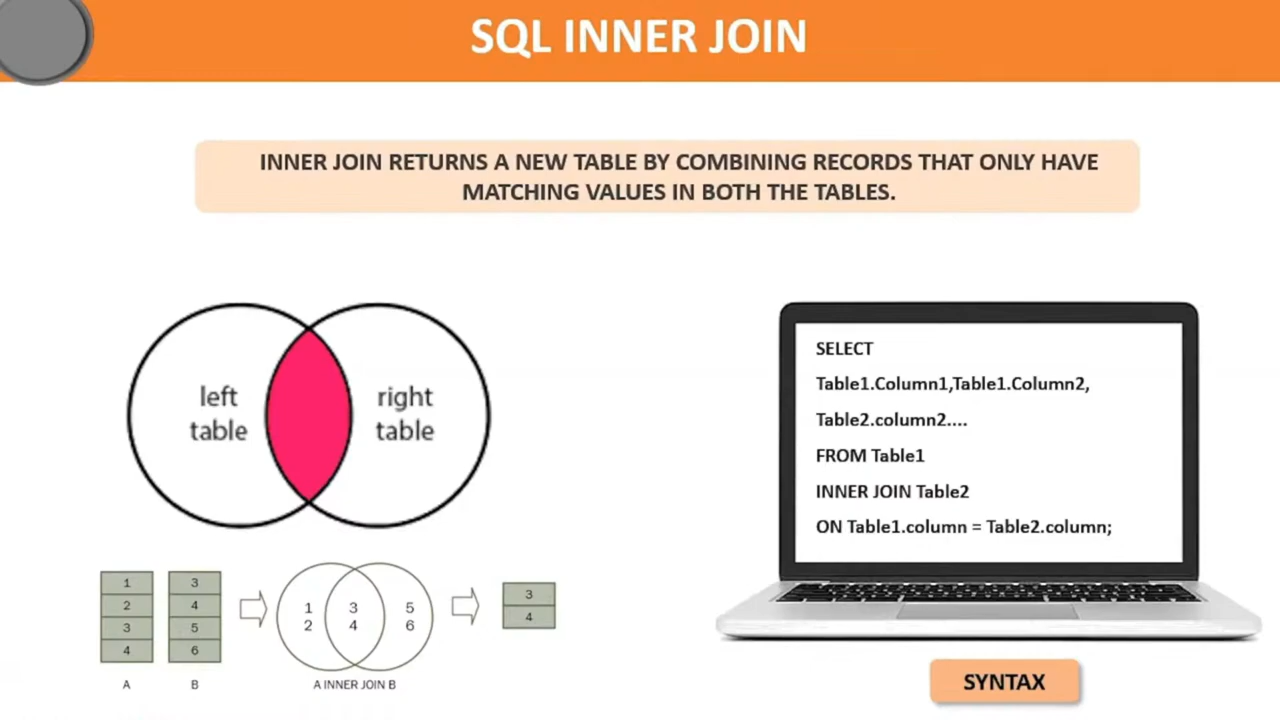 SQL INNER JOIN
INNER JOIN RETURNS A NEW TABLE BY COMBINING RECORDS THAT ONLY HAVE
MATCHING VALUES IN BOTH THE TABLES.
left
table
right
table
1
2
3
4
A
3
4
5
6
B
1
2
3
4
5
6
A INNER JOIN B
3
4
SELECT
Table1.Column1,Table1.Column2,
Table2.column2....
FROM Table1
INNER JOIN Table2
ON Table1.column = Table2.column;
SYNTAX